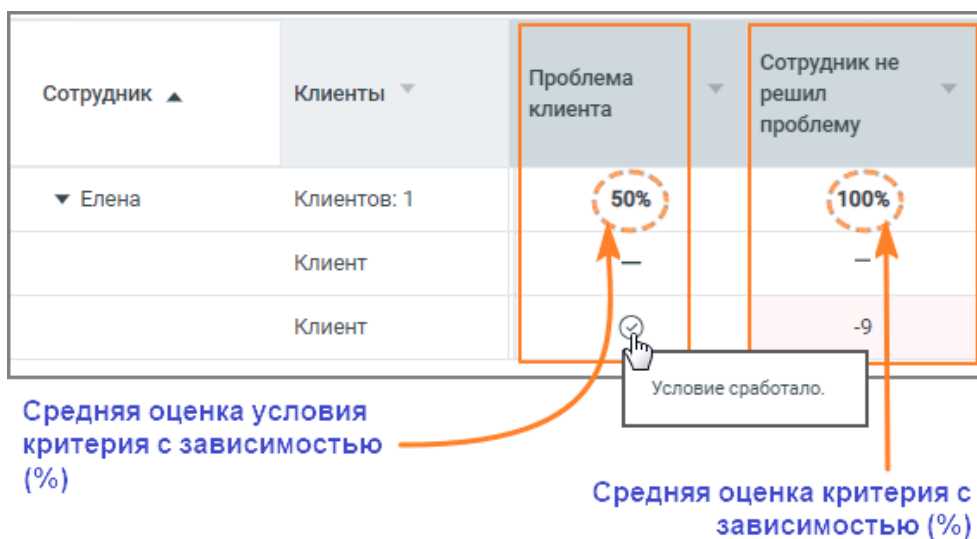 Сотрудник
Клиенты
Проблема
клиента
Сотрудник не
решил
проблему
Елена
Клиентов: 1
50%
100%
Клиент
—
—
Клиент
-9
Условие сработало.
Средняя оценка условия
критерия с зависимостью
(%)
Средняя оценка критерия с
зависимостью (%)